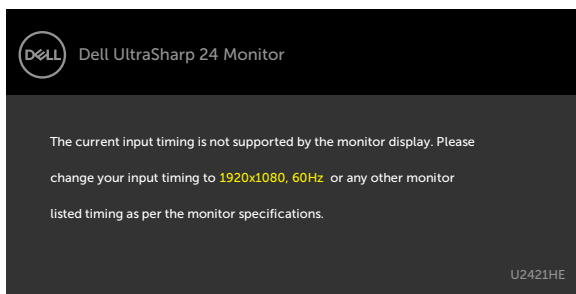 DELL
Dell UltraSharp 24 Monitor
The current input timing is not supported by the monitor display. Please
change your input timing to 1920x1080, 60Hz or any other monitor
listed timing as per the monitor specifications.
U2421HE